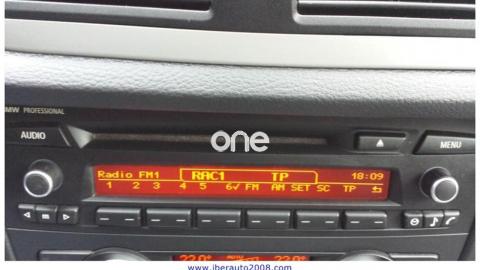 BMW PROFESSIONAL
AUDIO
MENU
one
Radio FM1 RAC1 TP 18:09
1 2 3 4 5 6√ FM AM SET SC TP
m
22.0° 22.0°
www.iberauto2008.com